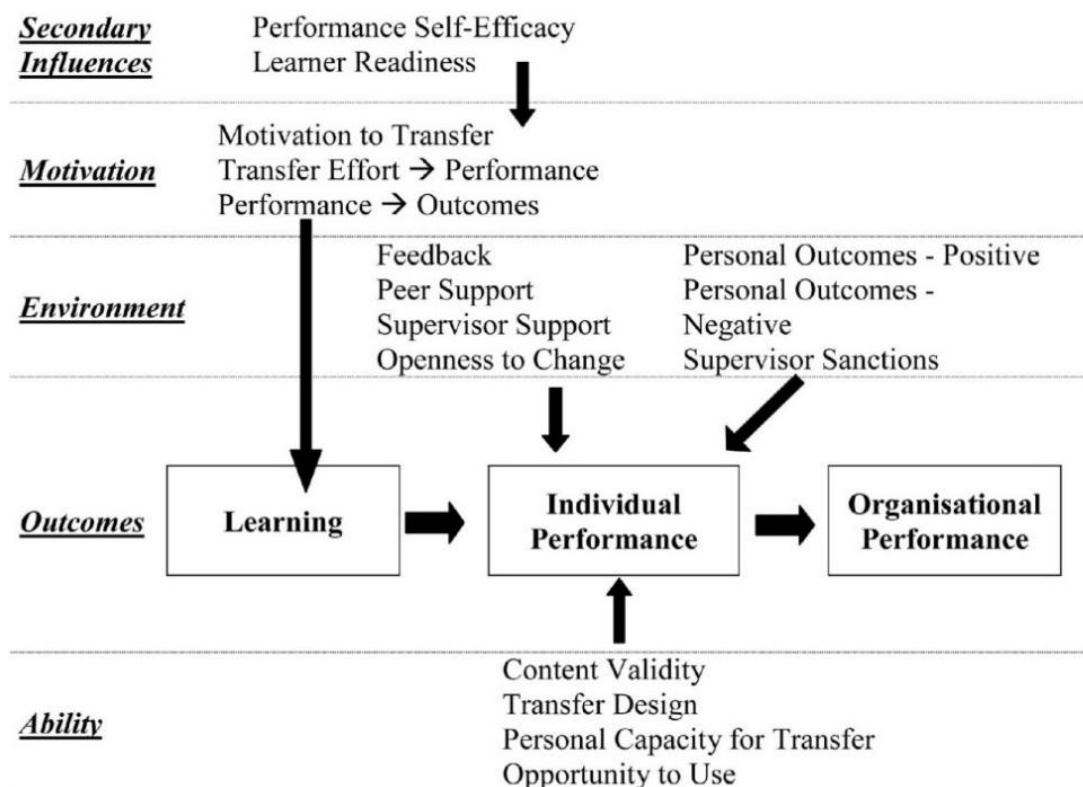 Secondary
Influences
Performance Self-Efficacy
Learner Readiness
Motivation
Motivation to Transfer
Transfer Effort → Performance
Performance → Outcomes
Environment
Feedback
Peer Support
Supervisor Support
Openness to Change
Personal Outcomes - Positive
Personal Outcomes -
Negative
Supervisor Sanctions
Outcomes
Learning
Individual
Performance
Organisational
Performance
Ability
Content Validity
Transfer Design
Personal Capacity for Transfer
Opportunity to Use